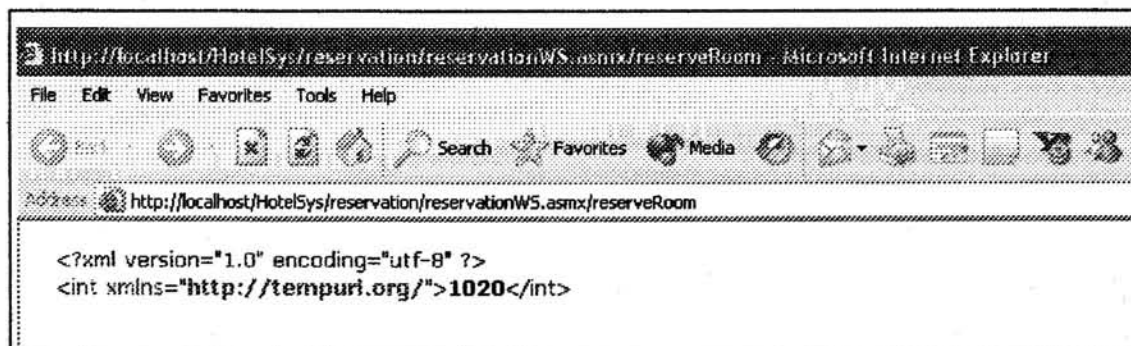 http://localhost/HotelSys/reservation/reservationWS.asmx/reserveRoom - Microsoft Internet Explorer
File Edit View Favorites Tools Help
Back Search Favorites Media
Address http://localhost/HotelSys/reservation/reservationWS.asmx/reserveRoom
<?xml version="1.0" encoding="utf-8" ?>
<int xmlns="http://tempuri.org/">1020</int>